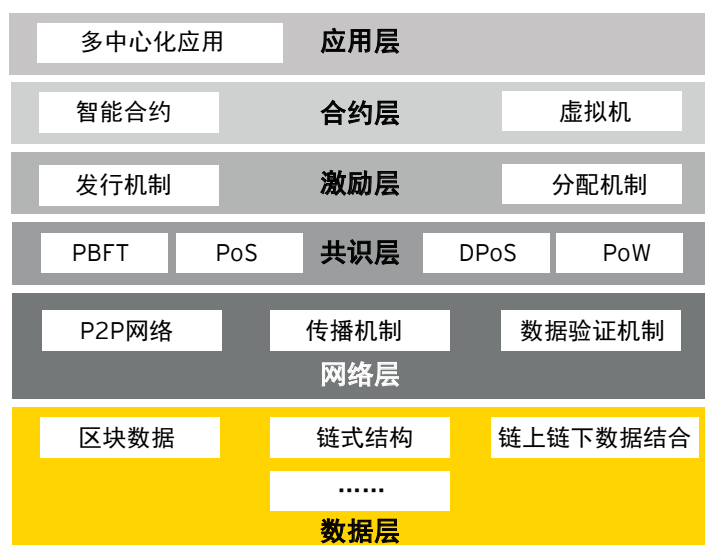 多中心化应用 应用层
智能合约 合约层 虚拟机
发行机制 激励层 分配机制
PBFT PoS 共识层 DPoS PoW
P2P网络 传播机制 数据验证机制
网络层
区块数据 链式结构 链上链下数据结合
……
数据层